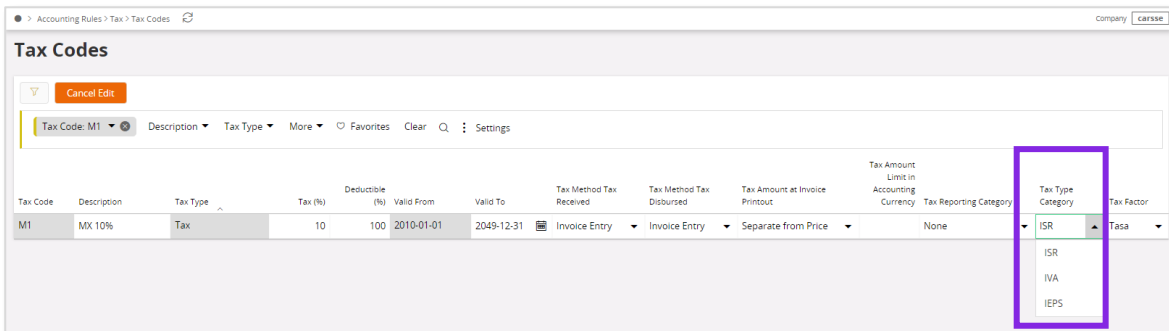 > Accounting Rules > Tax > Tax Codes
Company carsse
Tax Codes
Cancel Edit
Tax Code: M1 Description Tax Type More Favorites Clear Settings
Tax Code Description Tax Type Tax (%) Deductible (%) Valid From Valid To Tax Method Tax Received Tax Method Tax Disbursed Tax Amount at Invoice Printout Tax Amount Limit in Accounting Currency Tax Reporting Category Tax Type Category Tax Factor
M1 MX 10% Tax 10 100 2010-01-01 2049-12-31 Invoice Entry Invoice Entry Separate from Price None ISR Tasa
ISR
IVA
IEPS